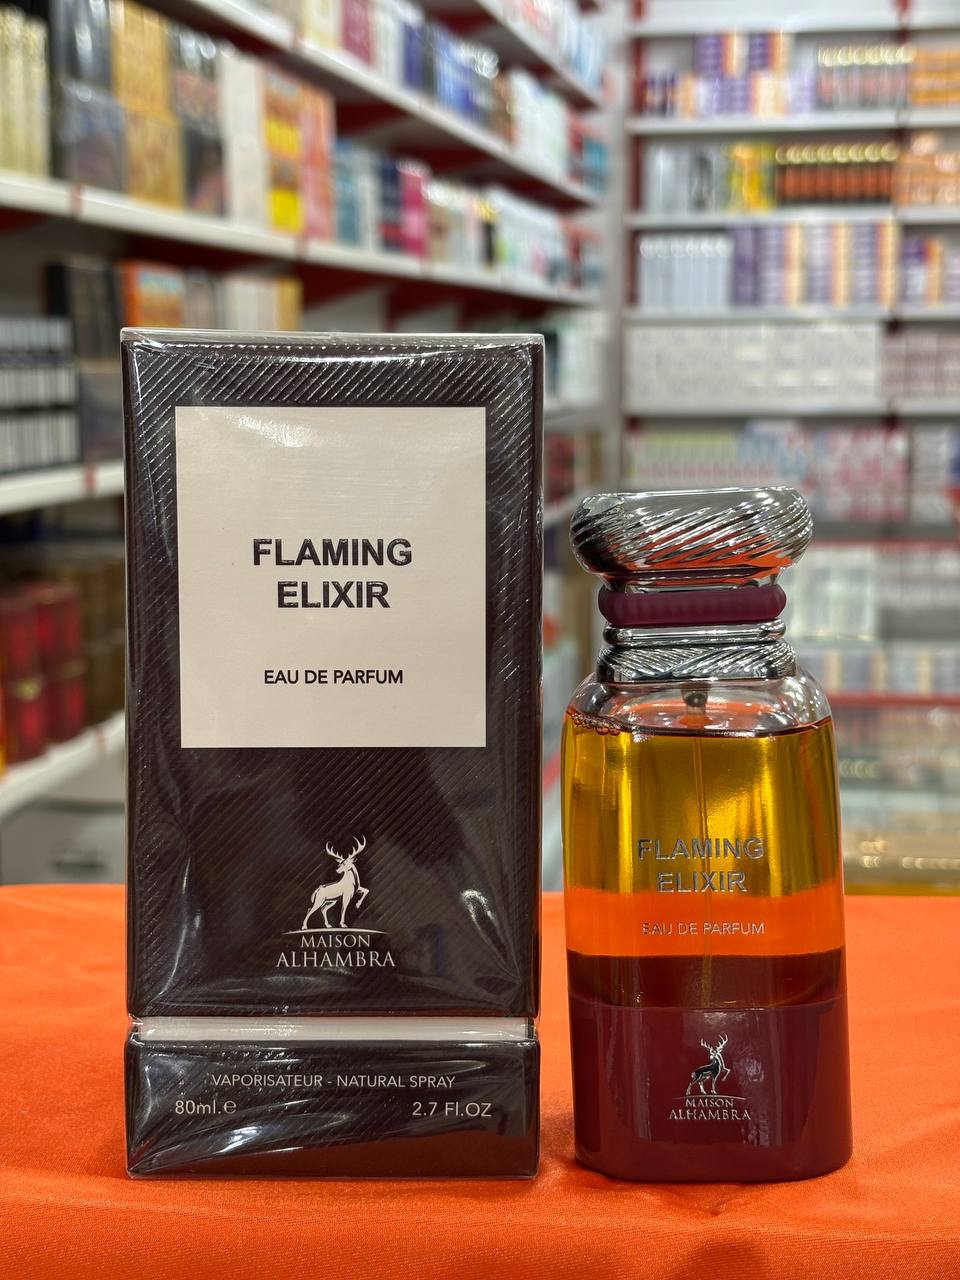 FLAMING
ELIXIR
EAU DE PARFUM
MAISON
ALHAMBRA
VAPORISATEUR - NATURAL SPRAY
80ml.e 2.7 Fl.OZ
FLAMING
ELIXIR
EAU DE PARFUM
MAISON
ALHAMBRA